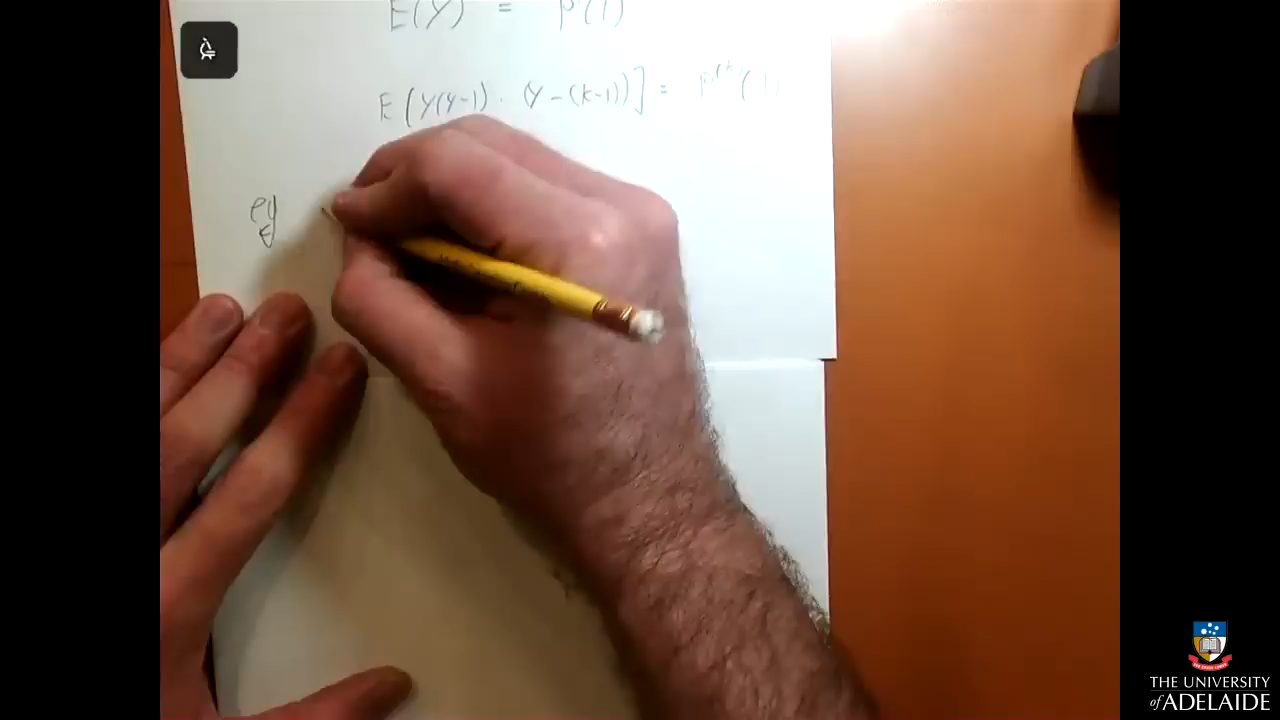 E(Y) = P'(1)
E[Y(Y-1) · (Y-(k-1))] = P^(k)(1)
eg
THE UNIVERSITY
of ADELAIDE